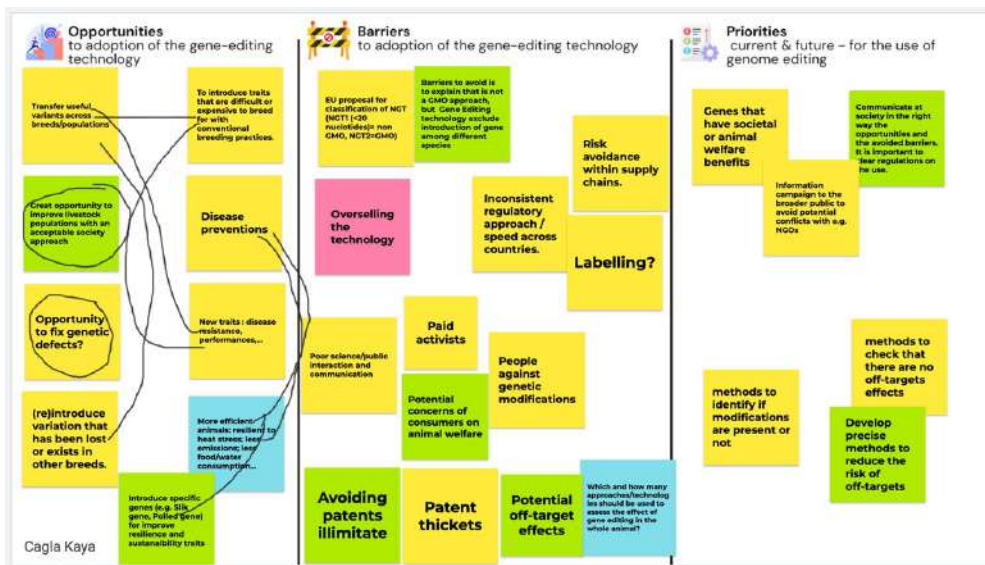 Opportunities
to adoption of the gene-editing
technology
Transfer useful
variants across
breeds/populations
To introduce traits
that are difficult or
expensive to breed
for with
conventional
breeding practices.
Great opportunity to
improve livestock
populations with an
acceptable society
approach
Disease
preventions
Opportunity
to fix genetic
defects?
New traits : disease
resistance,
performances,...
(re)introduce
variation that
has been lost
or exists in
other breeds.
More efficient
animals: resilient to
heat stress; less
emissions; less
food/water
consumption...
Introduce specific
genes (e.g. Slik
gene, Polled gene)
for improve
resilience and
sustainability traits
Cagla Kaya
Barriers
to adoption of the gene-editing technology
EU proposal for
classification of NGT
(NGT1 (<20
nucleotides)= non
GMO, NGT2=GMO)
Barriers to avoid is
to explain that is not
a GMO approach,
but Gene Editing
technology exclude
introduction of gene
among different
species
Risk
avoidance
within supply
chains.
Overselling
the
technology
Inconsistent
regulatory
approach /
speed across
countries.
Labelling?
Poor science/public
interaction and
communication
Paid
activists
People
against
genetic
modifications
Potential
concerns of
consumers on
animal welfare
Avoiding
patents
illimitate
Patent
thickets
Potential
off-target
effects
Which and how many
approaches/technolog
ies should be used to
assess the effect of
gene editing in the
whole animal?
Priorities
current & future – for the use of
genome editing
Genes that
have societal
or animal
welfare
benefits
Communicate at
society in the right
way the
opportunities and
the avoided barriers.
It is important to
clear regulations on
the use.
Information
campaign to the
broader public to
avoid potential
conflicts with e.g.
NGOs
methods to
check that
there are no
off-targets
effects
methods to
identify if
modifications
are present or
not
Develop
precise
methods to
reduce the
risk of
off-targets